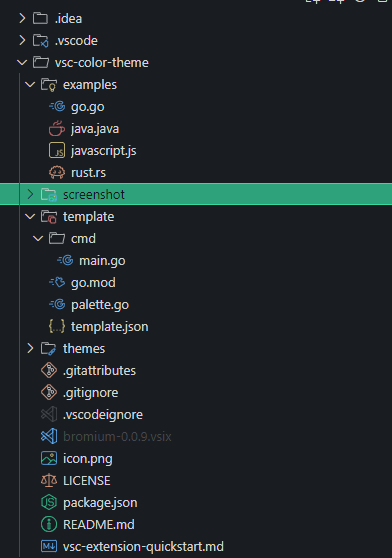 .idea
.vscode
vsc-color-theme
examples
go.go
java.java
javascript.js
rust.rs
screenshot
template
cmd
main.go
go.mod
palette.go
template.json
themes
.gitattributes
.gitignore
.vscodeignore
bromium-0.0.9.vsix
icon.png
LICENSE
package.json
README.md
vsc-extension-quickstart.md